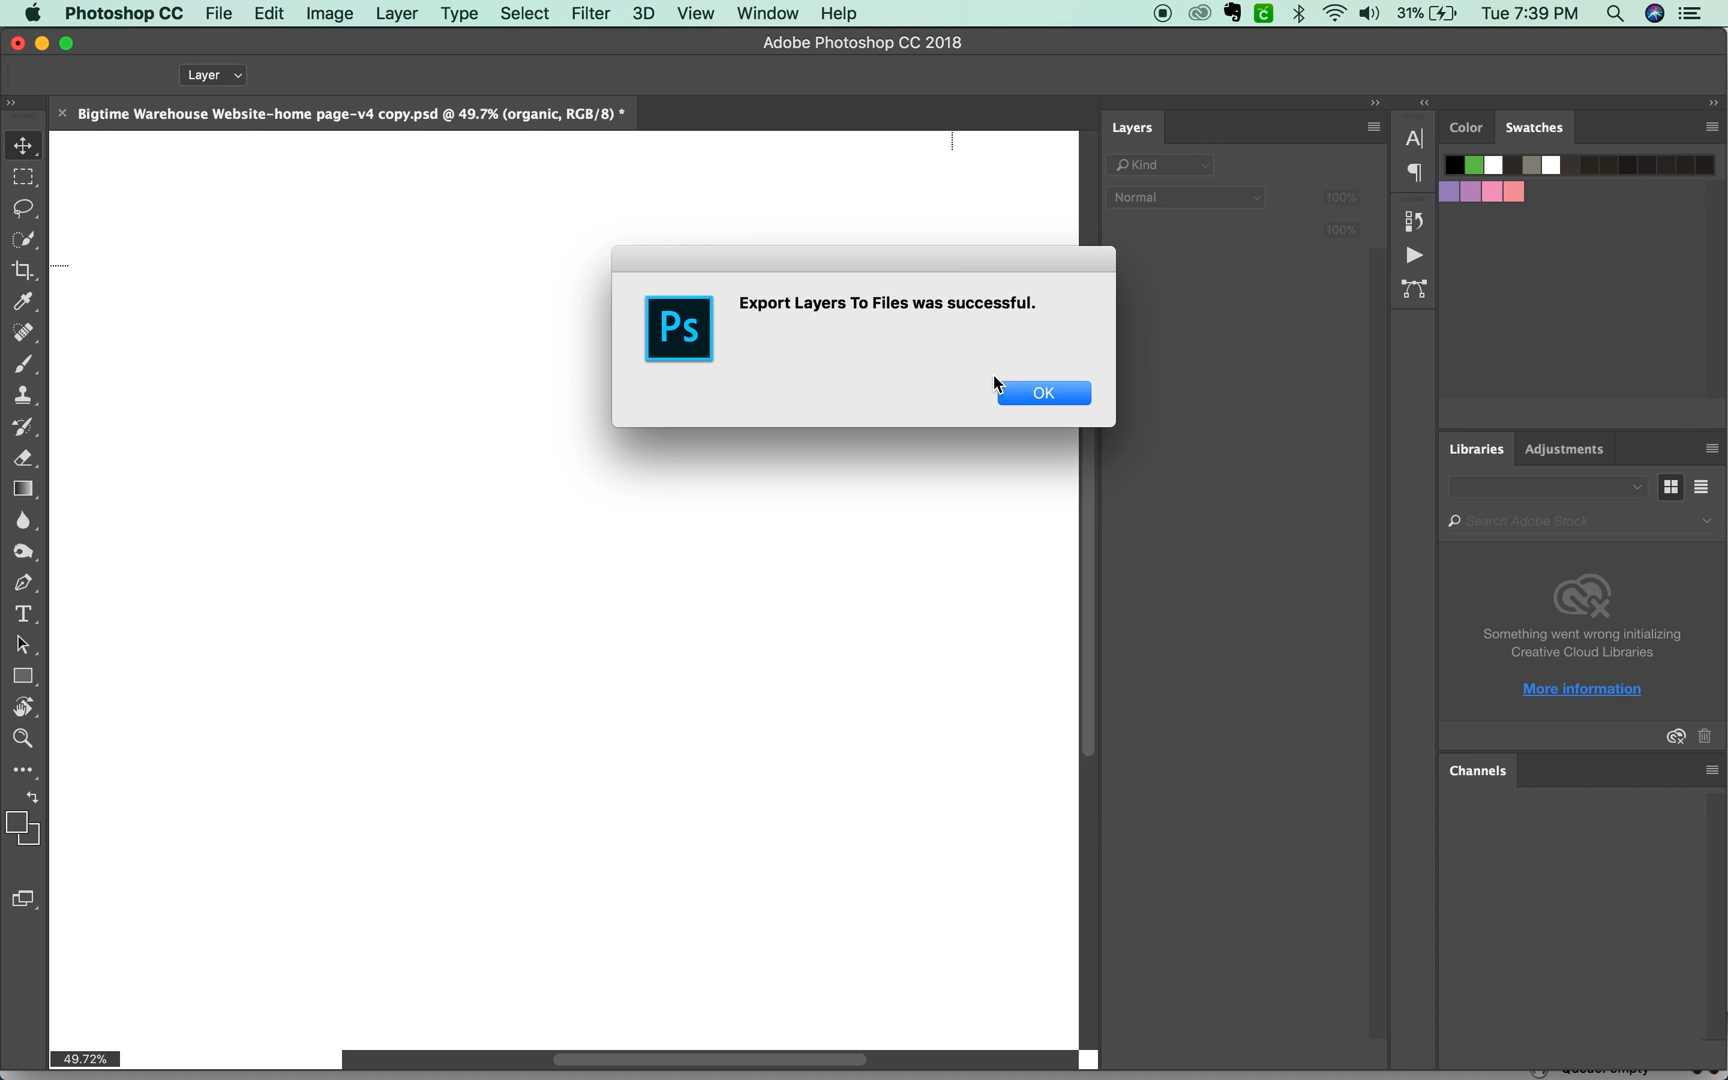 Photoshop CC File Edit Image Layer Type Select Filter 3D View Window Help 31% Tue 7:39 PM
Adobe Photoshop CC 2018
Layer
Bigtime Warehouse Website-home page-v4 copy.psd @ 49.7% (organic, RGB/8) *
Layers
Color Swatches
Kind
Normal 100%
100%
Ps
Export Layers To Files was successful.
OK
Libraries Adjustments
Search Adobe Stock
Something went wrong initializing
Creative Cloud Libraries
More information
Channels
49.72%